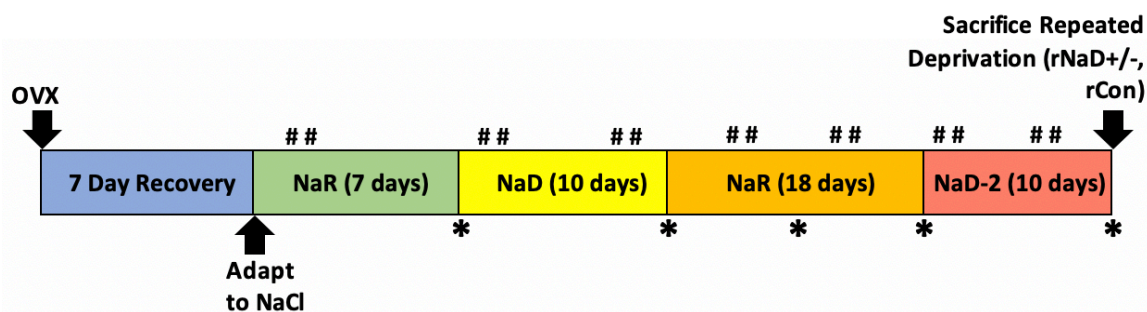 Sacrifice Repeated
Deprivation (rNaD+/-,
rCon)
OVX
# # # # # # # # # # # # # #
7 Day Recovery NaR (7 days) NaD (10 days) NaR (18 days) NaD-2 (10 days)
* * * * *
Adapt
to NaCl